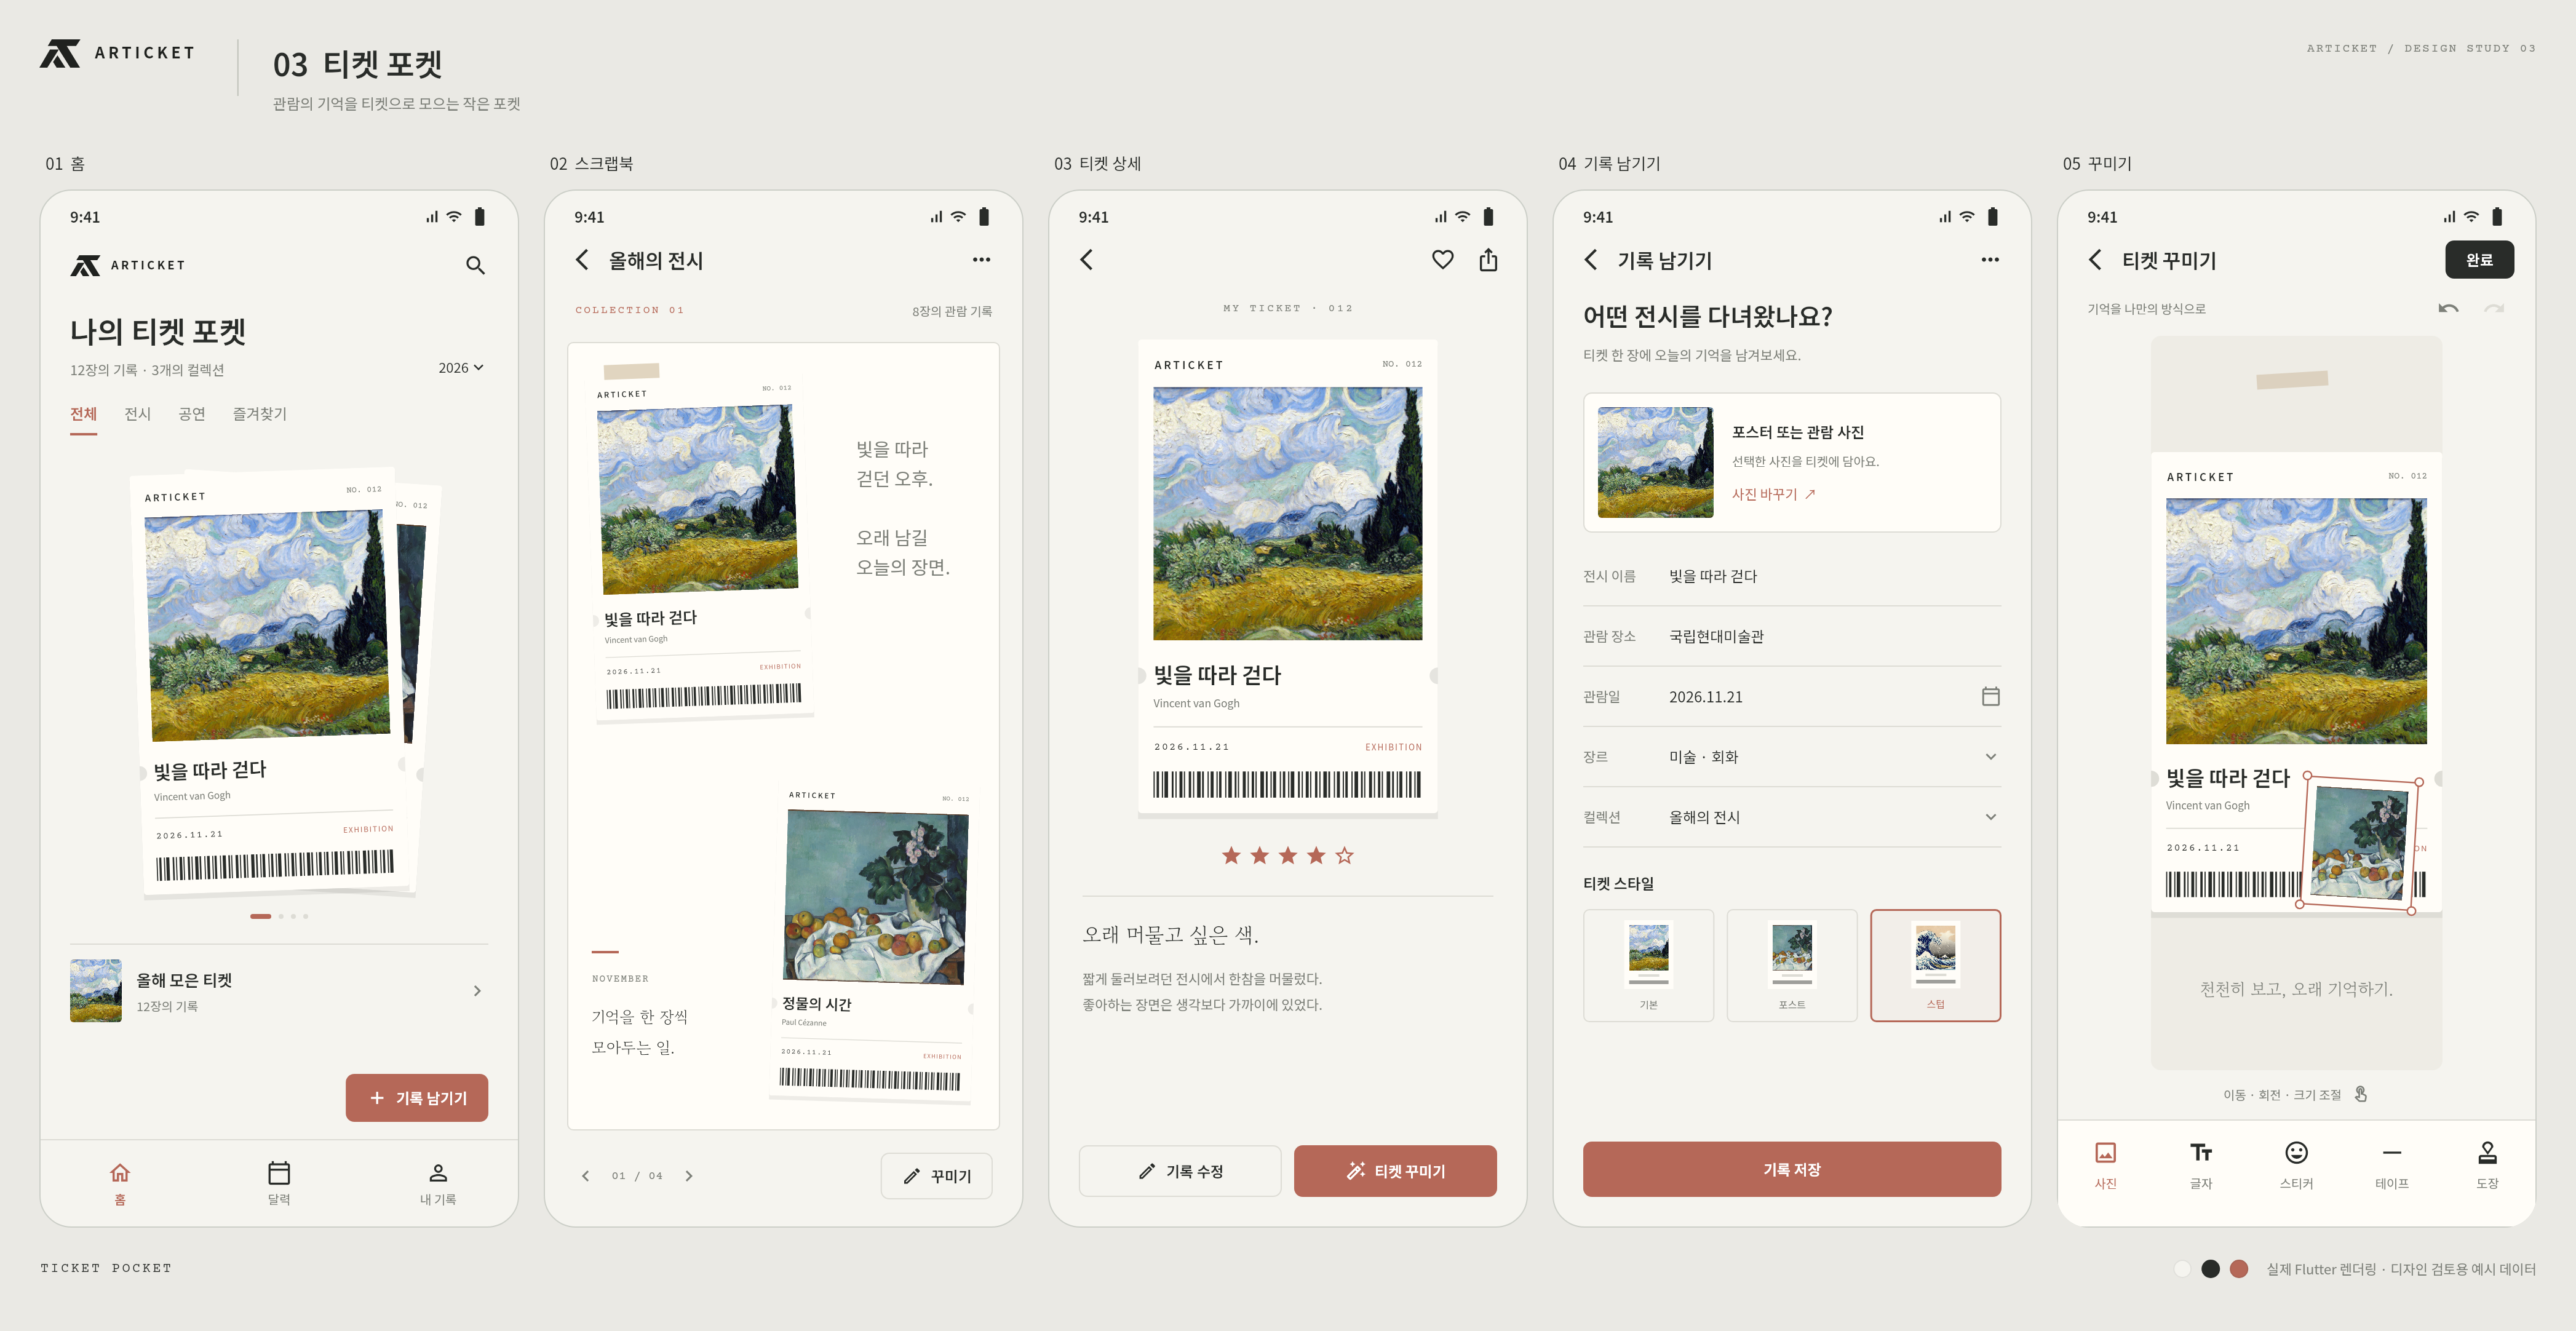 ARTICKET
03 티켓 포켓
관람의 기억을 티켓으로 모으는 작은 포켓
ARTICKET / DESIGN STUDY 03
01 홈
9:41
ARTICKET
나의 티켓 포켓
12장의 기록 · 3개의 컬렉션
2026
전체 전시 공연 즐겨찾기
ARTICKET NO. 012
NO. 012
빛을 따라 걷다
Vincent van Gogh
2026.11.21 EXHIBITION
올해 모은 티켓
12장의 기록
+ 기록 남기기
홈 달력 내 기록
02 스크랩북
9:41
올해의 전시
COLLECTION 01 8장의 관람 기록
ARTICKET NO. 012
빛을 따라
걷던 오후.
오래 남길
오늘의 장면.
빛을 따라 걷다
Vincent van Gogh
2026.11.21 EXHIBITION
ARTICKET NO. 012
NOVEMBER
기억을 한 장씩
모아두는 일.
정물의 시간
Paul Cézanne
2026.11.21 EXHIBITION
01 / 04
꾸미기
03 티켓 상세
9:41
MY TICKET · 012
ARTICKET NO. 012
빛을 따라 걷다
Vincent van Gogh
2026.11.21 EXHIBITION
오래 머물고 싶은 색.
짧게 둘러보려던 전시에서 한참을 머물렀다.
좋아하는 장면은 생각보다 가까이에 있었다.
기록 수정 티켓 꾸미기
04 기록 남기기
9:41
기록 남기기
어떤 전시를 다녀왔나요?
티켓 한 장에 오늘의 기억을 남겨보세요.
포스터 또는 관람 사진
선택한 사진을 티켓에 담아요.
사진 바꾸기 ↗
전시 이름 빛을 따라 걷다
관람 장소 국립현대미술관
관람일 2026.11.21
장르 미술 · 회화
컬렉션 올해의 전시
티켓 스타일
기본 포스트 스텁
기록 저장
05 꾸미기
9:41
티켓 꾸미기
완료
기억을 나만의 방식으로
ARTICKET NO. 012
빛을 따라 걷다
Vincent van Gogh
2026.11.21 ON
천천히 보고, 오래 기억하기.
이동 · 회전 · 크기 조절
사진 글자 스티커 테이프 도장
TICKET POCKET
실제 Flutter 렌더링 · 디자인 검토용 예시 데이터